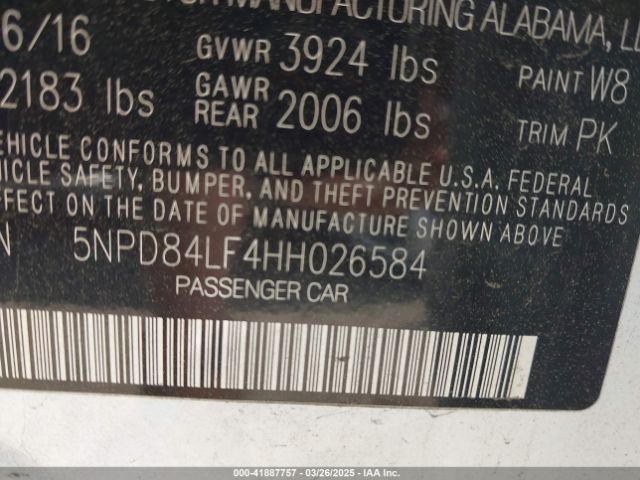 MANUFACTURING ALABAMA, LL
6/16 GVWR 3924 lbs PAINT W8
2183 lbs GAWR REAR 2006 lbs TRIM PK
EHICLE CONFORMS TO ALL APPLICABLE U.S.A. FEDERAL
HICLE SAFETY, BUMPER, AND THEFT PREVENTION STANDARDS
EFFECT ON THE DATE OF MANUFACTURE SHOWN ABOVE.
N 5NPD84LF4HH026584
PASSENGER CAR
000-41887757 | 03/26/2025 | IAA, Inc.